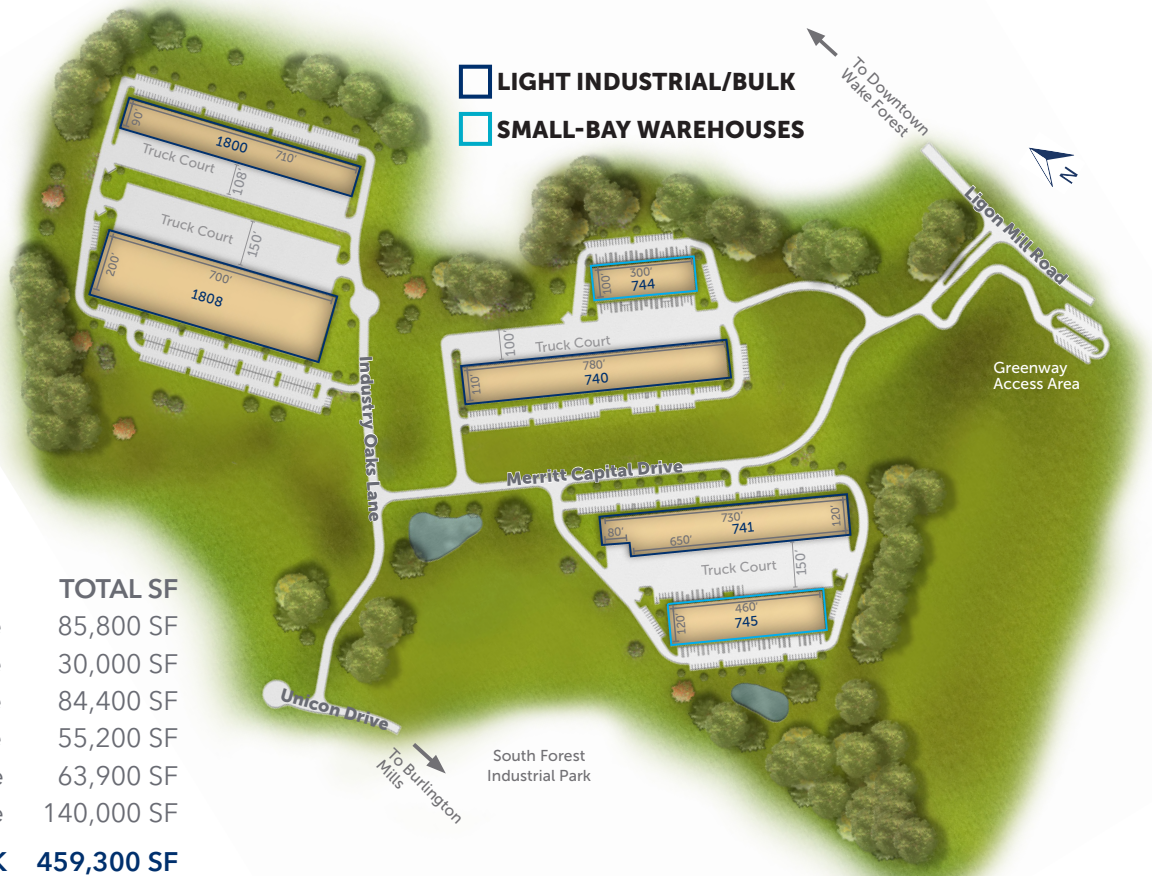 LIGHT INDUSTRIAL/BULK
SMALL-BAY WAREHOUSES
To Downtown
Wake Forest
N
Ligon Mill Road
Greenway
Access Area
90'
1800
710'
Truck Court
108'
Truck Court
150'
200'
700'
1808
Industry Oaks Lane
100'
300'
744
100'
Truck Court
780'
110'
740
Merritt Capital Drive
730'
741
120'
80'
650'
Truck Court
150'
460'
120'
745
Unicon Drive
To Burlington
Mills
South Forest
Industrial Park
TOTAL SF
85,800 SF
30,000 SF
84,400 SF
55,200 SF
e 63,900 SF
e 140,000 SF
K 459,300 SF